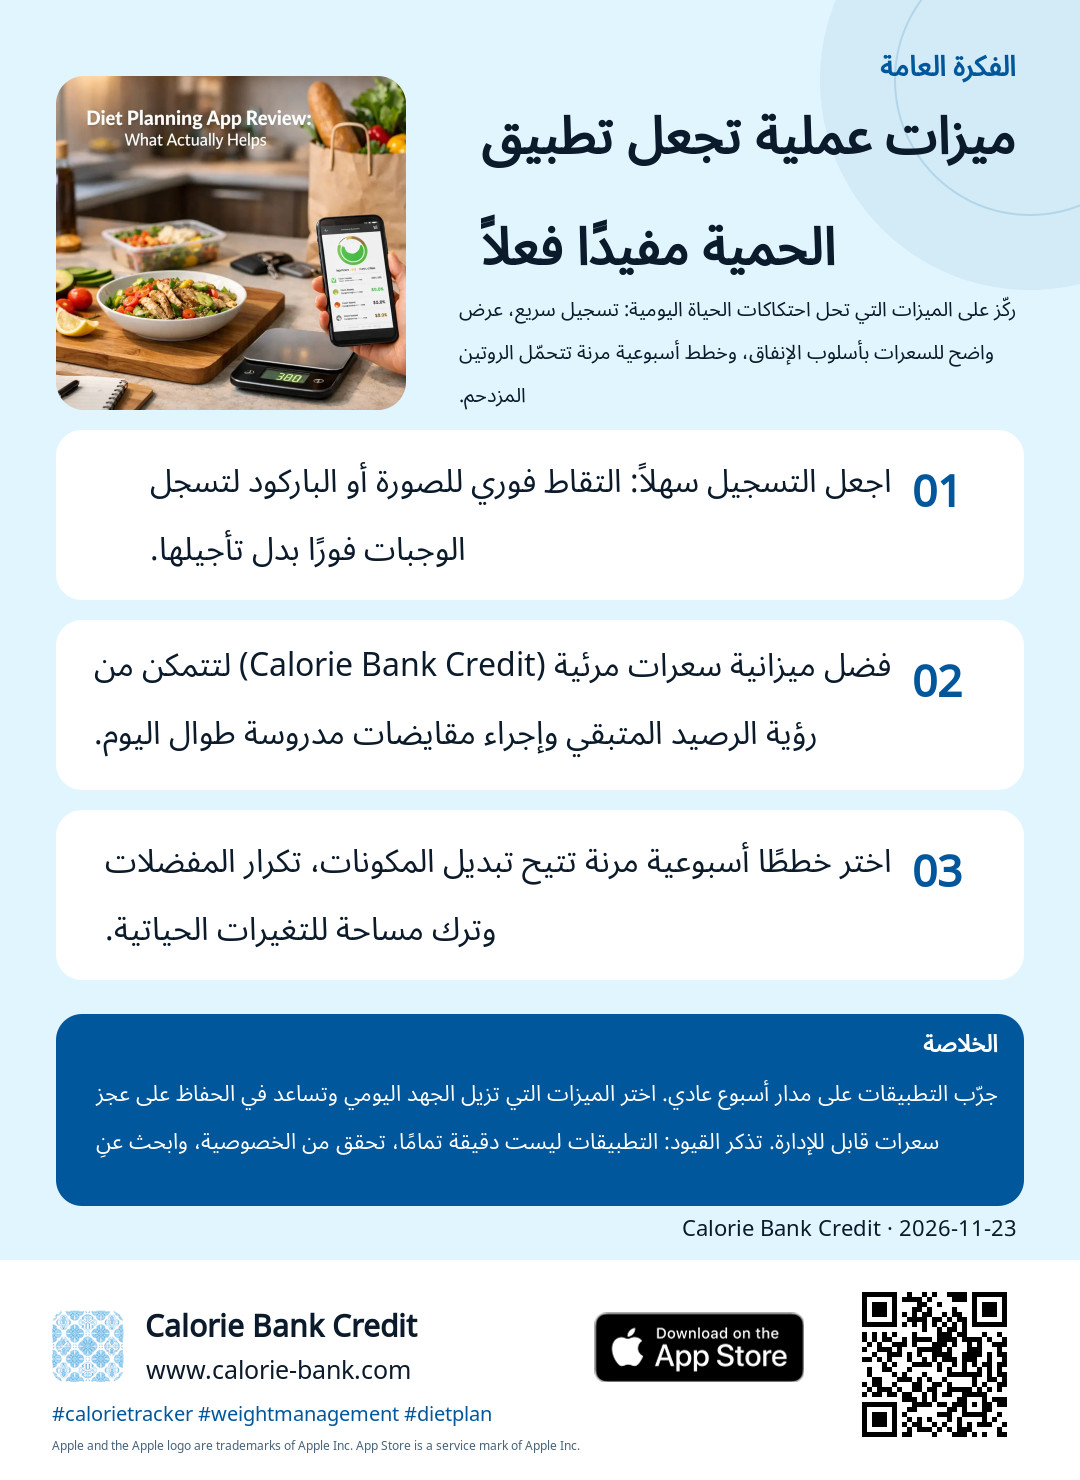 الفكرة العامة
ميزات عملية تجعل تطبيق
الحمية مفيدًا فعلاً
ركّز على الميزات التي تحل احتكاكات الحياة اليومية: تسجيل سريع، عرض
واضح للسعرات بأسلوب الإنفاق، وخطط أسبوعية مرنة تتحمّل الروتين
المزدحم.
Diet Planning App Review:
What Actually Helps
380
01
اجعل التسجيل سهلاً: التقاط فوري للصورة أو الباركود لتسجل
الوجبات فورًا بدل تأجيلها.
02
فضل ميزانية سعرات مرئية (Calorie Bank Credit) لتتمكن من
رؤية الرصيد المتبقي وإجراء مقايضات مدروسة طوال اليوم.
03
اختر خططًا أسبوعية مرنة تتيح تبديل المكونات، تكرار المفضلات
وترك مساحة للتغيرات الحياتية.
الخلاصة
جرّب التطبيقات على مدار أسبوع عادي. اختر الميزات التي تزيل الجهد اليومي وتساعد في الحفاظ على عجز
سعرات قابل للإدارة. تذكر القيود: التطبيقات ليست دقيقة تمامًا، تحقق من الخصوصية، وابحث عنِ
Calorie Bank Credit · 2026-11-23
Calorie Bank Credit
www.calorie-bank.com
Download on the
App Store
#calorietracker #weightmanagement #dietplan
Apple and the Apple logo are trademarks of Apple Inc. App Store is a service mark of Apple Inc.